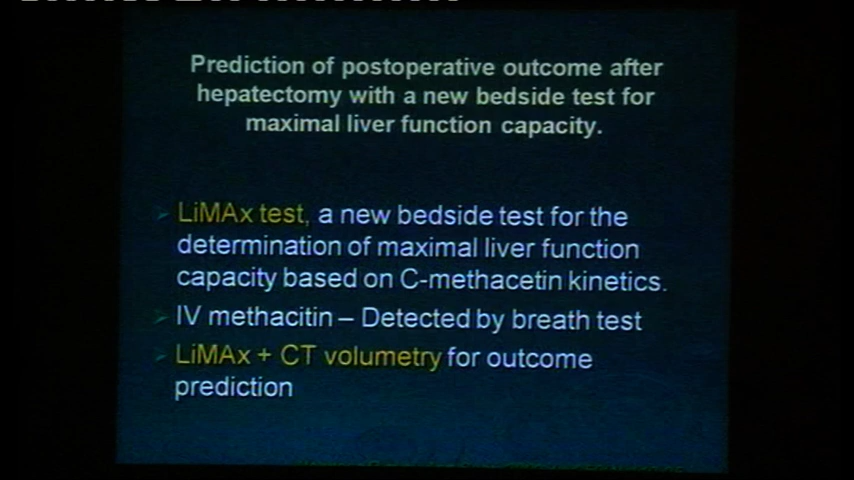 Prediction of postoperative outcome after
hepatectomy with a new bedside test for
maximal liver function capacity.
LiMAx test, a new bedside test for the
determination of maximal liver function
capacity based on C-methacetin kinetics.
IV methacitin – Detected by breath test
LiMAx + CT volumetry for outcome
prediction